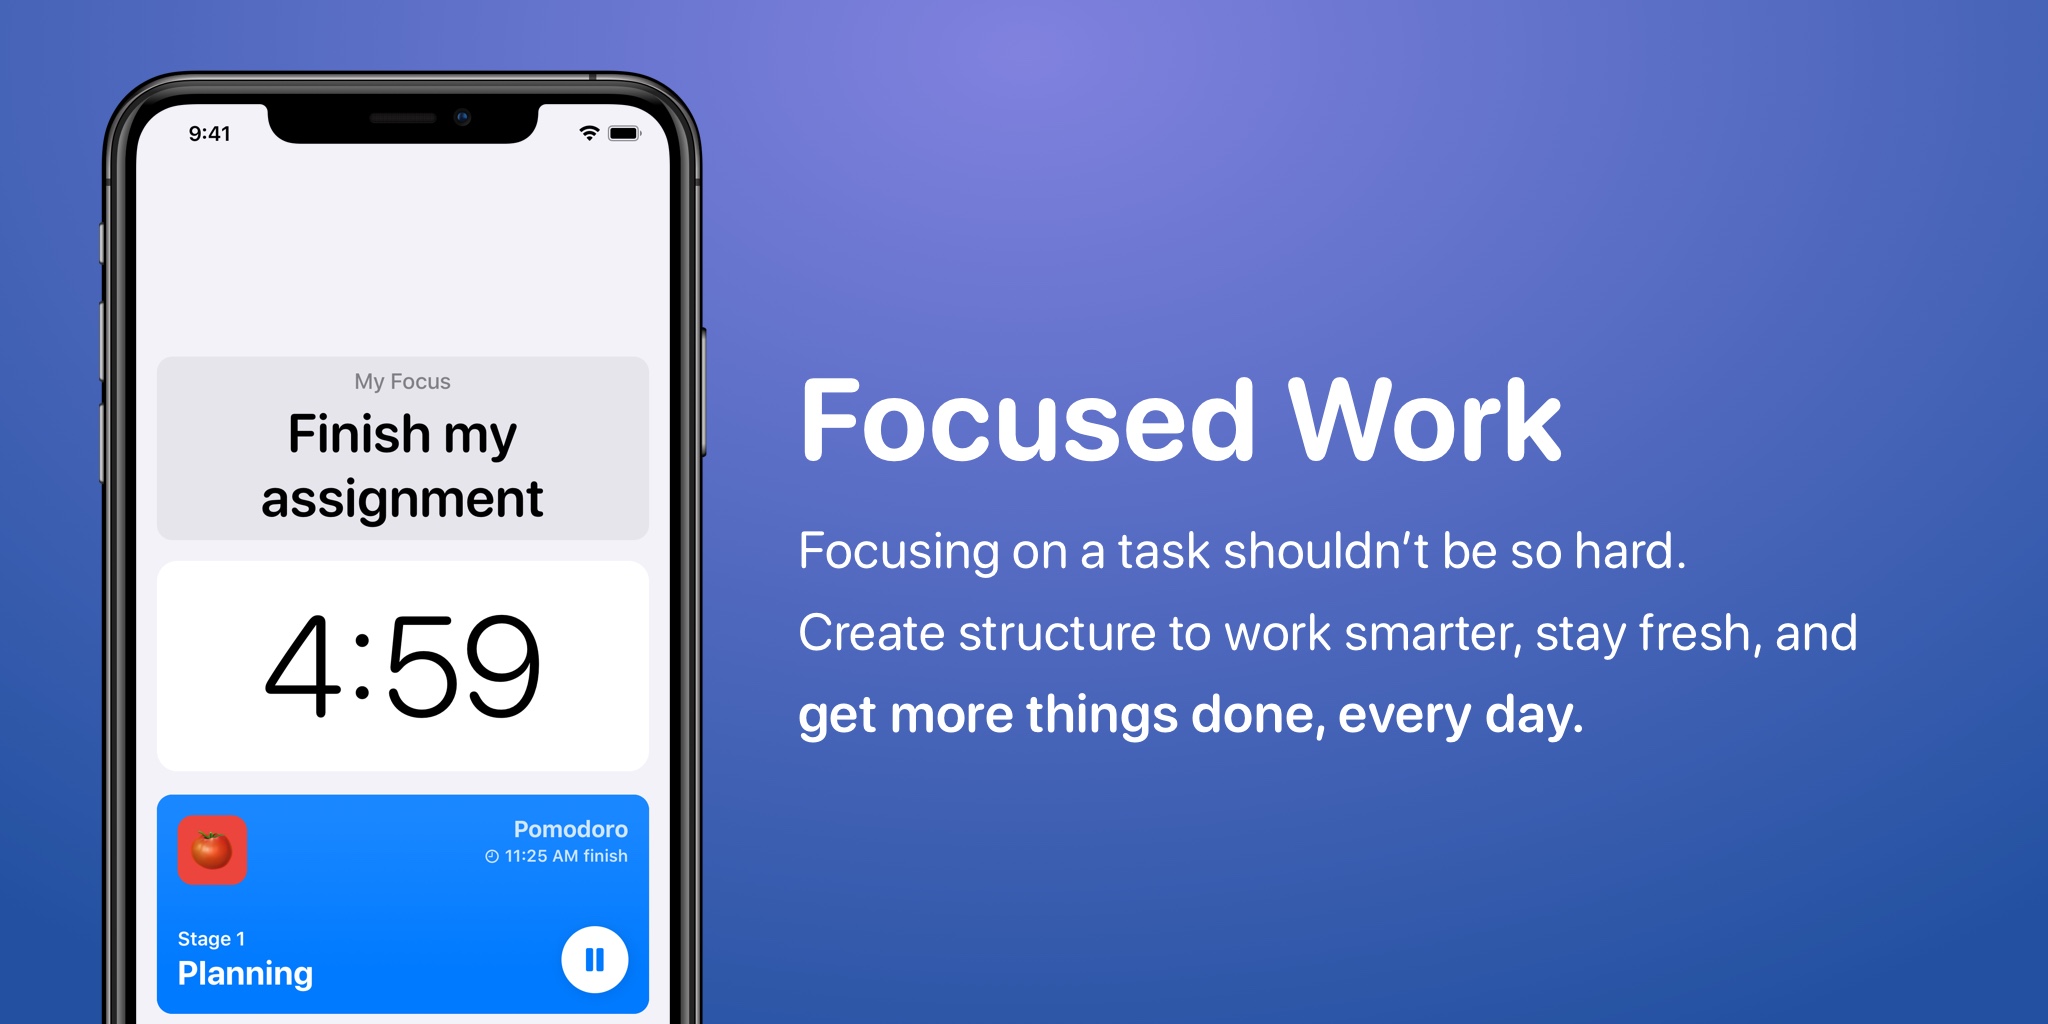 9:41
My Focus
Finish my
assignment
4:59
Pomodoro
11:25 AM finish
Stage 1
Planning
Focused Work
Focusing on a task shouldn’t be so hard.
Create structure to work smarter, stay fresh, and
get more things done, every day.